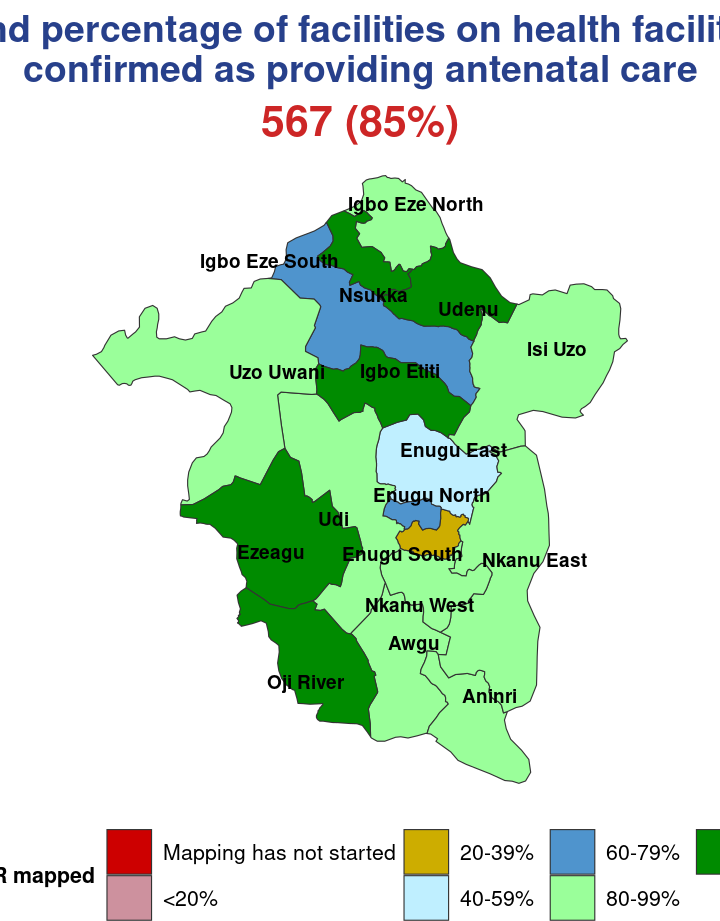 percentage of facilities on health
confirmed as providing antenatal care
567 (85%)
Igbo Eze North
Igbo Eze South
Nsukka
Udenu
Isi Uzo
Uzo Uwani
Igbo Etiti
Enugu East
Enugu North
Udi
Ezeagu
Enugu South
Nkanu East
Nkanu West
Awgu
Oji River
Aninri
mapped
Mapping has not started
20-39%
60-79%
<20%
40-59%
80-99%